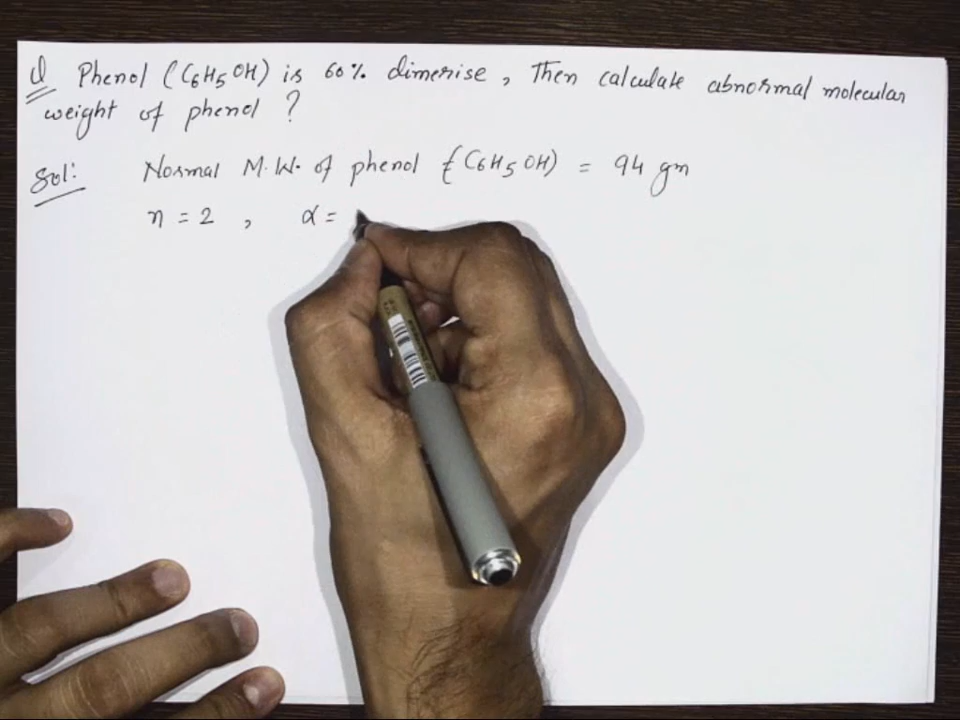 Q Phenol (C6H5OH) is 60% dimerise, Then calculate abnormal molecular
weight of phenol?
Sol: Normal M.W. of phenol (C6H5OH) = 94 gm
n = 2, α =